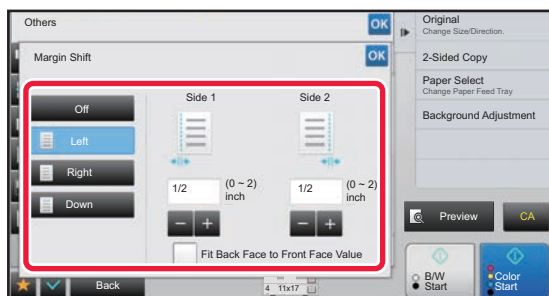 Others
OK
Margin Shift
OK
Off
Left
Right
Down
Side 1
Side 2
1/2
(0 ~ 2)
inch
1/2
(0 ~ 2)
inch
Fit Back Face to Front Face Value
Back
4 11x17
Original
Change Size/Direction.
2-Sided Copy
Paper Select
Change Paper Feed Tray
Background Adjustment
Preview
CA
B/W
Start
Color
Start